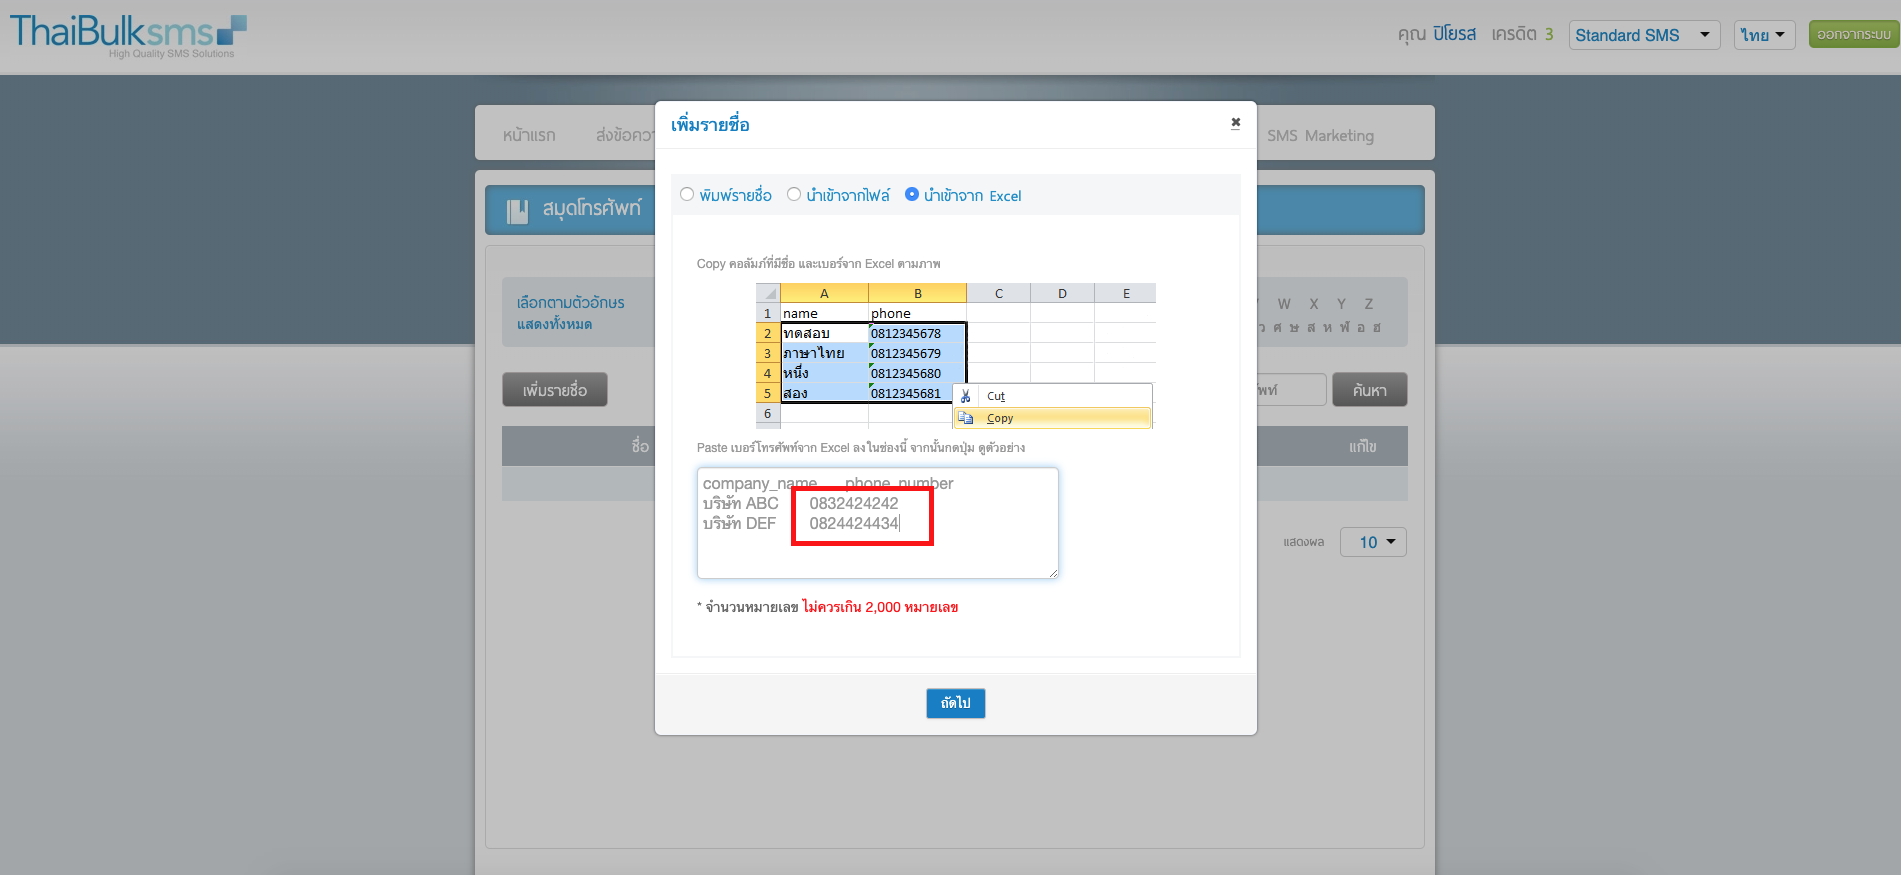 ThaiBulksms
High Quality SMS Solutions
คุณ ปิโยรส เครดิต 3 Standard SMS ไทย ออกจากระบบ
หน้าแรก ส่งข้อความ SMS Marketing
เพิ่มรายชื่อ
พิมพ์รายชื่อ นำเข้าจากไฟล์ นำเข้าจาก Excel
สมุดโทรศัพท์
Copy คอลัมภ์ที่มีชื่อ และเบอร์จาก Excel ตามภาพ
A B C D E
1 name phone
2 ทดสอบ 0812345678
3 ภาษาไทย 0812345679
4 หนึ่ง 0812345680
5 สอง 0812345681
6
Cut
Copy
เลือกตามตัวอักษร
แสดงทั้งหมด
W X Y Z
ว ศ ษ ส ห ฬ อ ฮ
เพิ่มรายชื่อ ค้นหา
ชื่อ แก้ไข
Paste เบอร์โทรศัพท์จาก Excel ลงในช่องนี้ จากนั้นกดปุ่ม ดูตัวอย่าง
company_name phone_number
บริษัท ABC 0832424242
บริษัท DEF 0824424434
แสดงผล 10
* จำนวนหมายเลข ไม่ควรเกิน 2,000 หมายเลข
ถัดไป